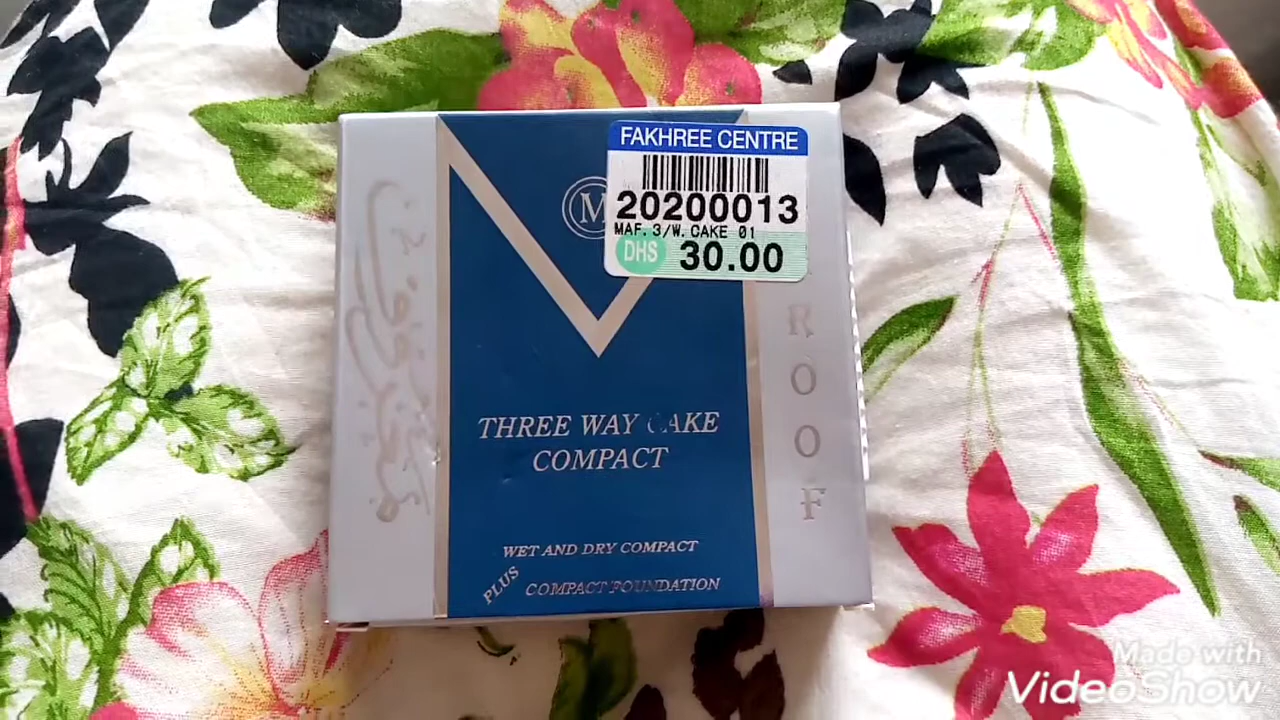 FAKHREE CENTRE
20200013
MAF. 3/W. CAKE 01
DHS 30.00
M
ROOF
THREE WAY CAKE
COMPACT
WET AND DRY COMPACT
PLUS COMPACT FOUNDATION
Made with
VideoShow